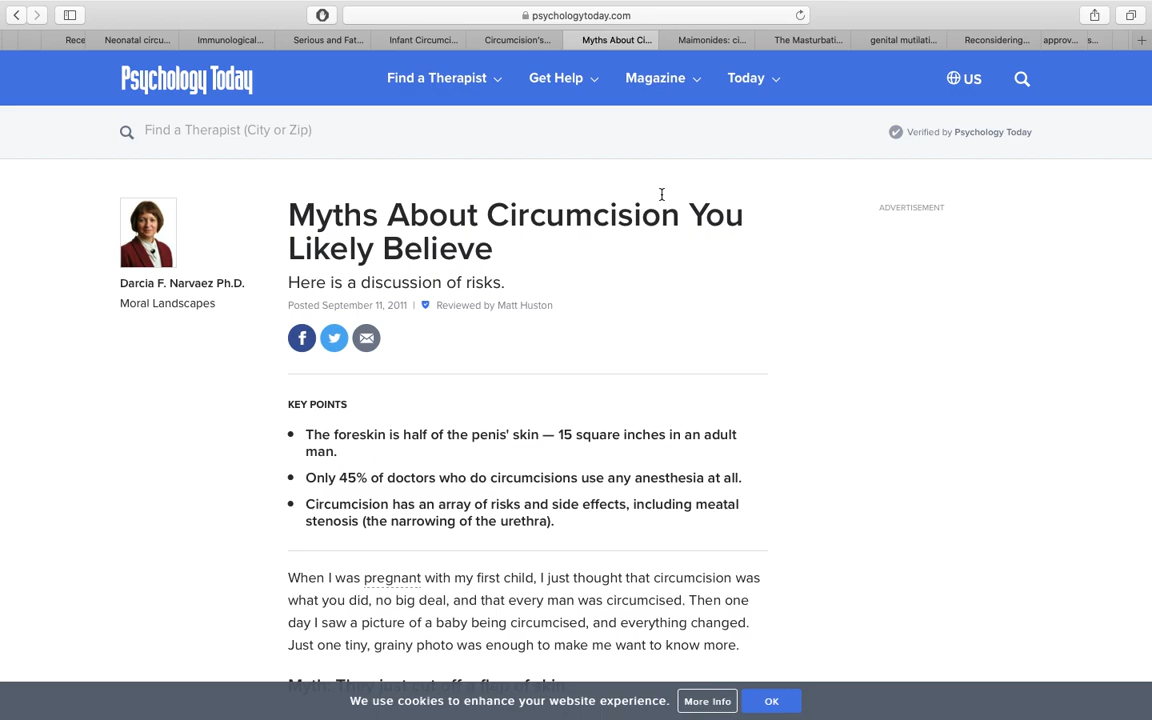 psychologytoday.com
Rece
Neonatal circu...
Immunological...
Serious and Fat...
Infant Circumci...
Circumcision's...
Myths About Ci...
Maimonides: ci...
The Masturbati...
genital mutilati...
Reconsidering...
approv...
s...
Psychology Today
Find a Therapist
Get Help
Magazine
Today
US
Find a Therapist (City or Zip)
Verified by Psychology Today
Myths About Circumcision You
Likely Believe
Here is a discussion of risks.
Posted September 11, 2011 | Reviewed by Matt Huston
Darcia F. Narvaez Ph.D.
Moral Landscapes
ADVERTISEMENT
KEY POINTS
• The foreskin is half of the penis' skin — 15 square inches in an adult
man.
• Only 45% of doctors who do circumcisions use any anesthesia at all.
• Circumcision has an array of risks and side effects, including meatal
stenosis (the narrowing of the urethra).
When I was pregnant with my first child, I just thought that circumcision was
what you did, no big deal, and that every man was circumcised. Then one
day I saw a picture of a baby being circumcised, and everything changed.
Just one tiny, grainy photo was enough to make me want to know more.
Myth: They just cut off a flap of skin.
We use cookies to enhance your website experience.
More Info
OK